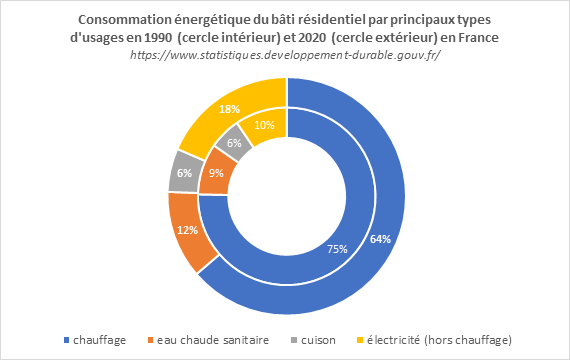 Consommation énergétique du bâti résidentiel par principaux types
d'usages en 1990 (cercle intérieur) et 2020 (cercle extérieur) en France
https://www.statistiques.developpement-durable.gouv.fr/
18%
10%
6%
6%
9%
12%
64%
75%
chauffage eau chaude sanitaire cuison électricité (hors chauffage)